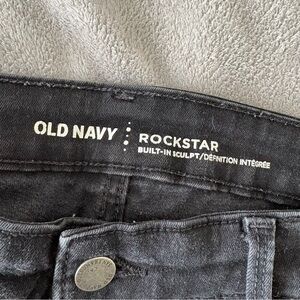 OLD NAVY
ROCKSTAR
BUILT-IN SCULPT/DÉFINITION INTÉGRÉE